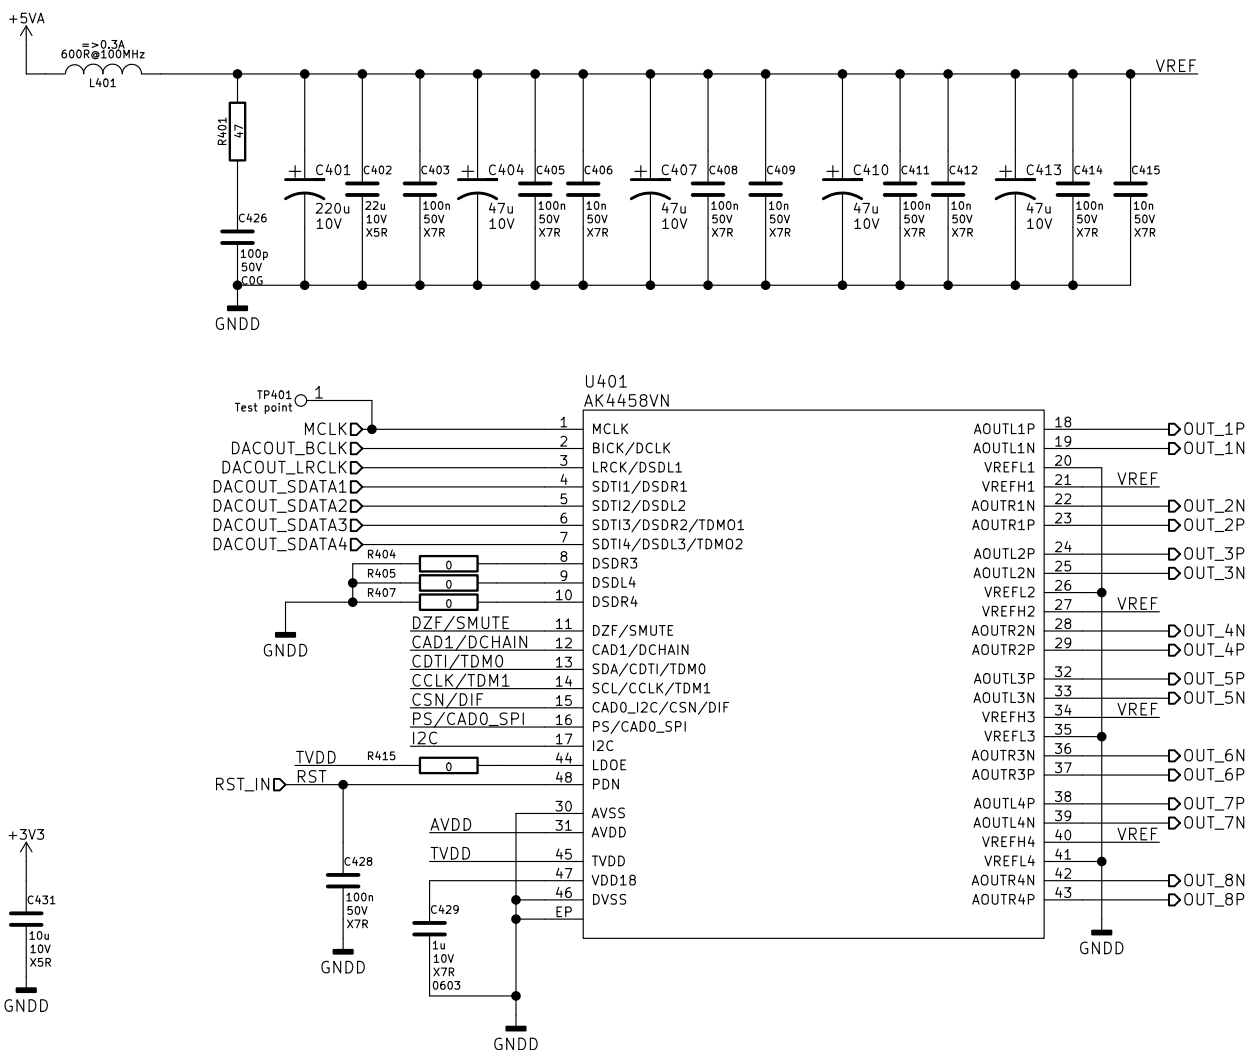 +5VA
=>0.3A
600R@100MHz
L401
VREF
R401
47
C426
100p
50V
C0G
GNDD
+ C401
220u
10V
C402
22u
10V
X5R
C403
100n
50V
X7R
+ C404
47u
10V
C405
100n
50V
X7R
C406
10n
50V
X7R
+ C407
47u
10V
C408
100n
50V
X7R
C409
10n
50V
X7R
+ C410
47u
10V
C411
100n
50V
X7R
C412
10n
50V
X7R
+ C413
47u
10V
C414
100n
50V
X7R
C415
10n
50V
X7R
U401
AK4458VN
TP401 1
Test point
MCLK 1 MCLK
DACOUT_BCLK 2 BICK/DCLK
DACOUT_LRCLK 3 LRCK/DSDL1
DACOUT_SDATA1 4 SDTI1/DSDR1
DACOUT_SDATA2 5 SDTI2/DSDL2
DACOUT_SDATA3 6 SDTI3/DSDR2/TDMO1
DACOUT_SDATA4 7 SDTI4/DSDL3/TDMO2
R404 0 8 DSDR3
R405 0 9 DSDL4
R407 0 10 DSDR4
GNDD
DZF/SMUTE 11 DZF/SMUTE
CAD1/DCHAIN 12 CAD1/DCHAIN
CDTI/TDM0 13 SDA/CDTI/TDM0
CCLK/TDM1 14 SCL/CCLK/TDM1
CSN/DIF 15 CAD0_I2C/CSN/DIF
PS/CAD0_SPI 16 PS/CAD0_SPI
I2C 17 I2C
TVDD R415 0 44 LDOE
RST_IN RST 48 PDN
30 AVSS
AVDD 31 AVDD
TVDD 45 TVDD
47 VDD18
46 DVSS
EP
AOUTL1P 18 OUT_1P
AOUTL1N 19 OUT_1N
VREFL1 20
VREFH1 21 VREF
AOUTR1N 22 OUT_2N
AOUTR1P 23 OUT_2P
AOUTL2P 24 OUT_3P
AOUTL2N 25 OUT_3N
VREFL2 26
VREFH2 27 VREF
AOUTR2N 28 OUT_4N
AOUTR2P 29 OUT_4P
AOUTL3P 32 OUT_5P
AOUTL3N 33 OUT_5N
VREFH3 34 VREF
VREFL3 35
AOUTR3N 36 OUT_6N
AOUTR3P 37 OUT_6P
AOUTL4P 38 OUT_7P
AOUTL4N 39 OUT_7N
VREFH4 40 VREF
VREFL4 41
AOUTR4N 42 OUT_8N
AOUTR4P 43 OUT_8P
GNDD
C428
100n
50V
X7R
GNDD
C429
1u
10V
X7R
0603
GNDD
+3V3
C431
10u
10V
X5R
GNDD